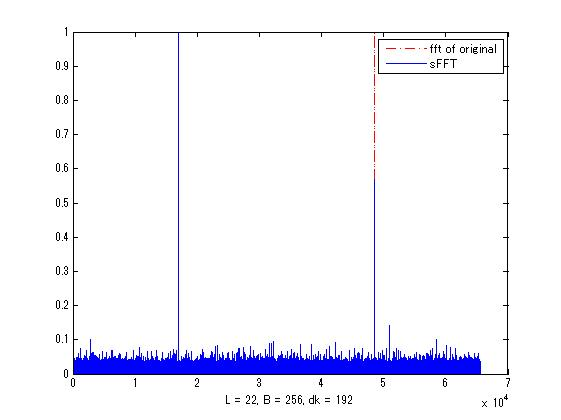 1
fft of original
0.9
sFFT
0.8
0.7
0.6
0.5
0.4
0.3
0.2
0.1
0
0 1 2 3 4 5 6 7
L = 22, B = 256, dk = 192
x 10^4